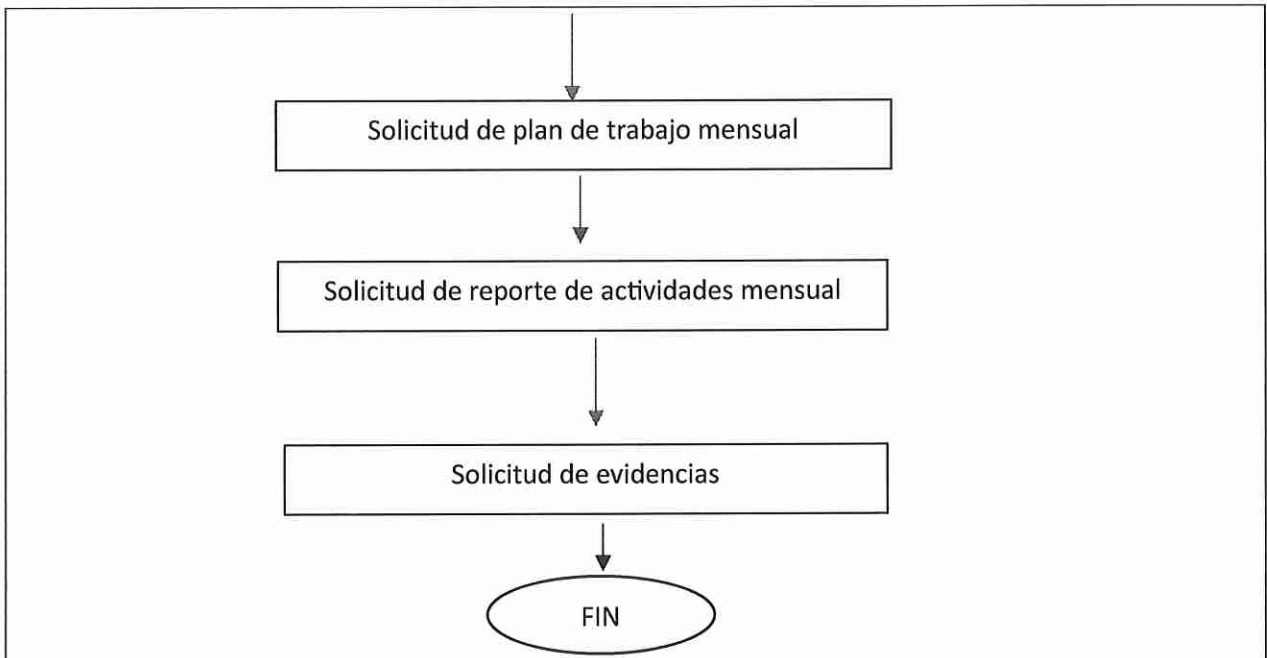 Solicitud de plan de trabajo mensual
Solicitud de reporte de actividades mensual
Solicitud de evidencias
FIN